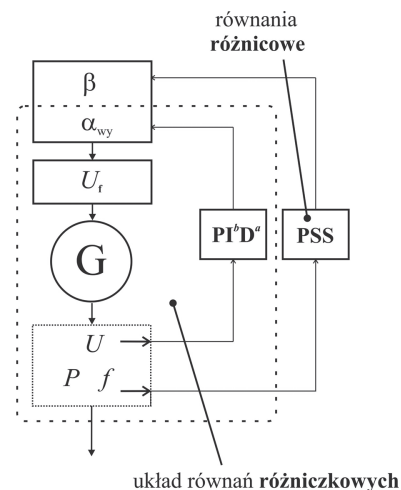 równania
różnicowe
β
α_wy
U_f
G
PI^bD^a
PSS
U
P f
układ równań różniczkowych